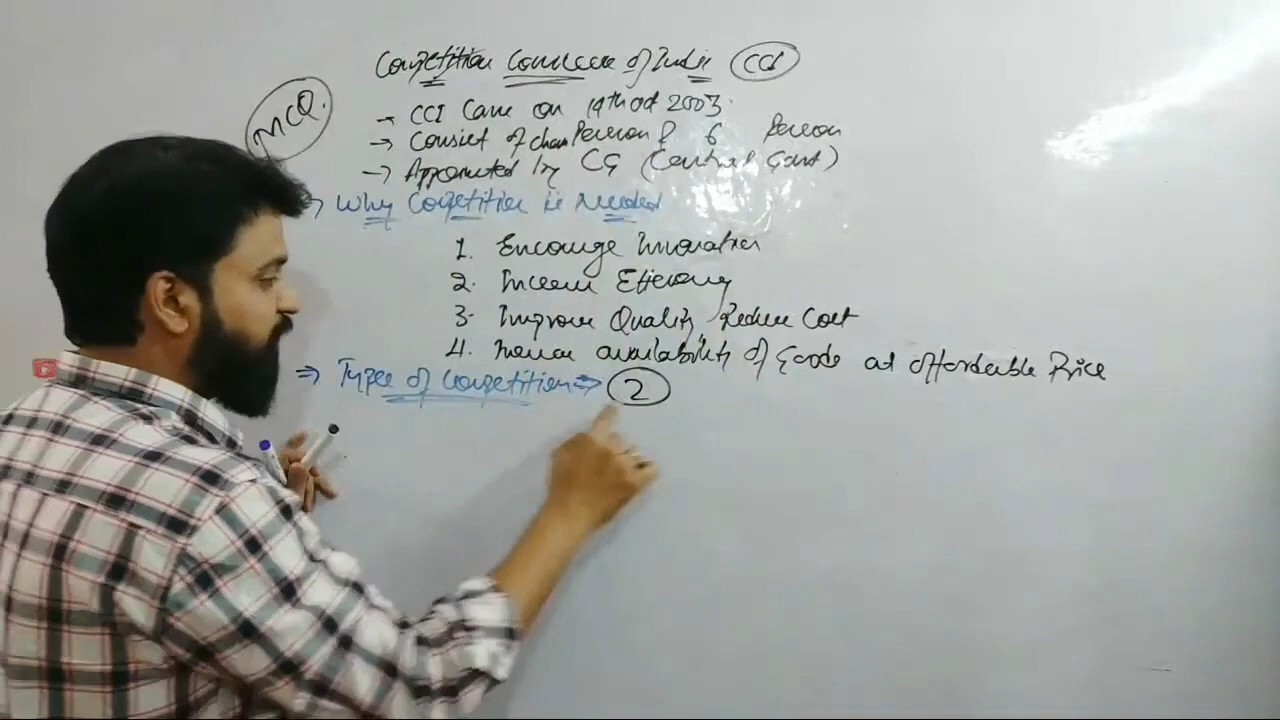 Competition Commission of India CCI
MCQ.
→ CCI Came on 14th oct 2003.
→ Consist of chairPerson & 6 Person
→ Appointed by CG (Central Govt)
→ Why Competition is Needed
1. Encourage Innovation
2. Increase Efficiency
3. Improve Quality, Reduce Cost
4. availability of Goods at affordable Price
⇒ Types of Competition ⇒ 2